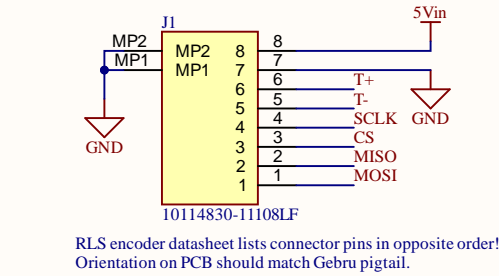 5Vin
J1
MP2
MP1
MP2
MP1
8
7
6
5
4
3
2
1
8
7
6
5
4
3
2
1
T+
T-
SCLK
CS
MISO
MOSI
GND
GND
10114830-11108LF
RLS encoder datasheet lists connector pins in opposite order!
Orientation on PCB should match Gebru pigtail.